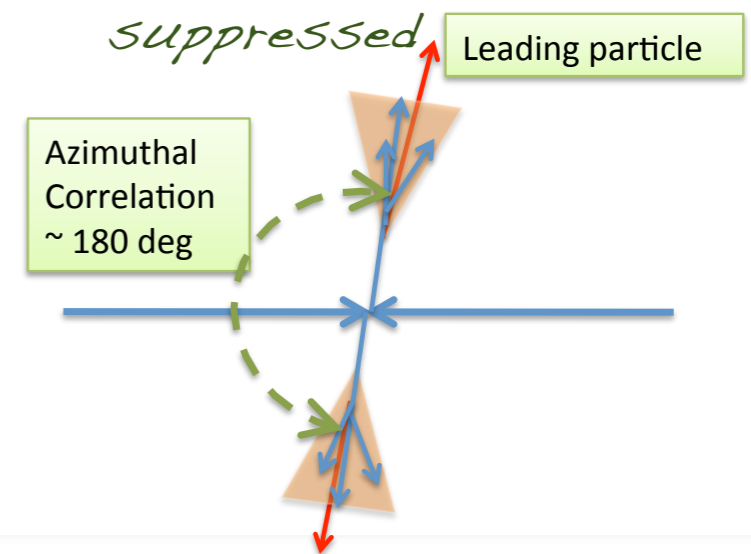 suppressed
Leading particle
Azimuthal
Correlation
~ 180 deg